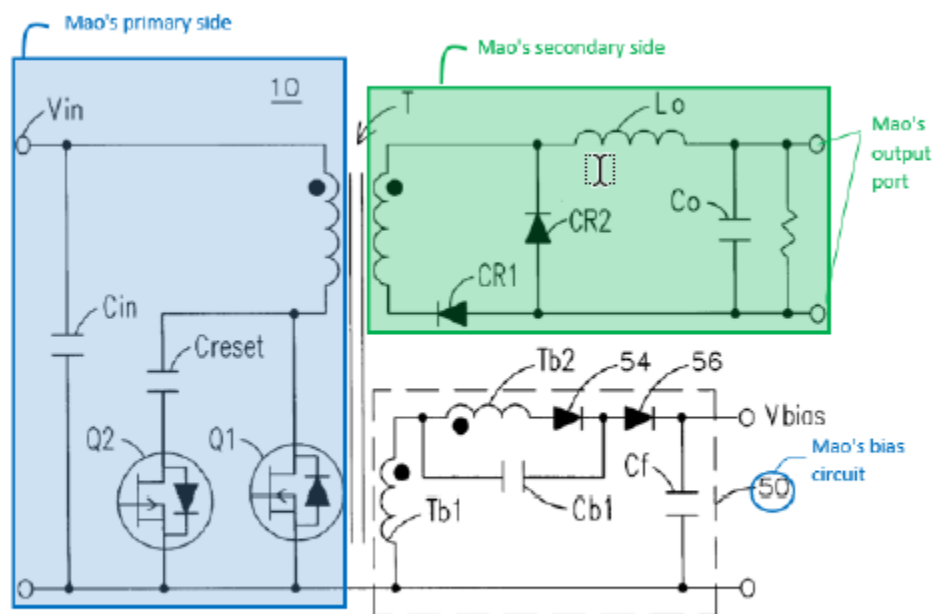 Mao's primary side
Mao's secondary side
10
Vin
T
Lo
Mao's
output
port
Co
CR2
CR1
Cin
Creset
Tb2
54
56
Vbias
Q2
Q1
Cf
Mao's bias
circuit
50
Tb1
Cb1